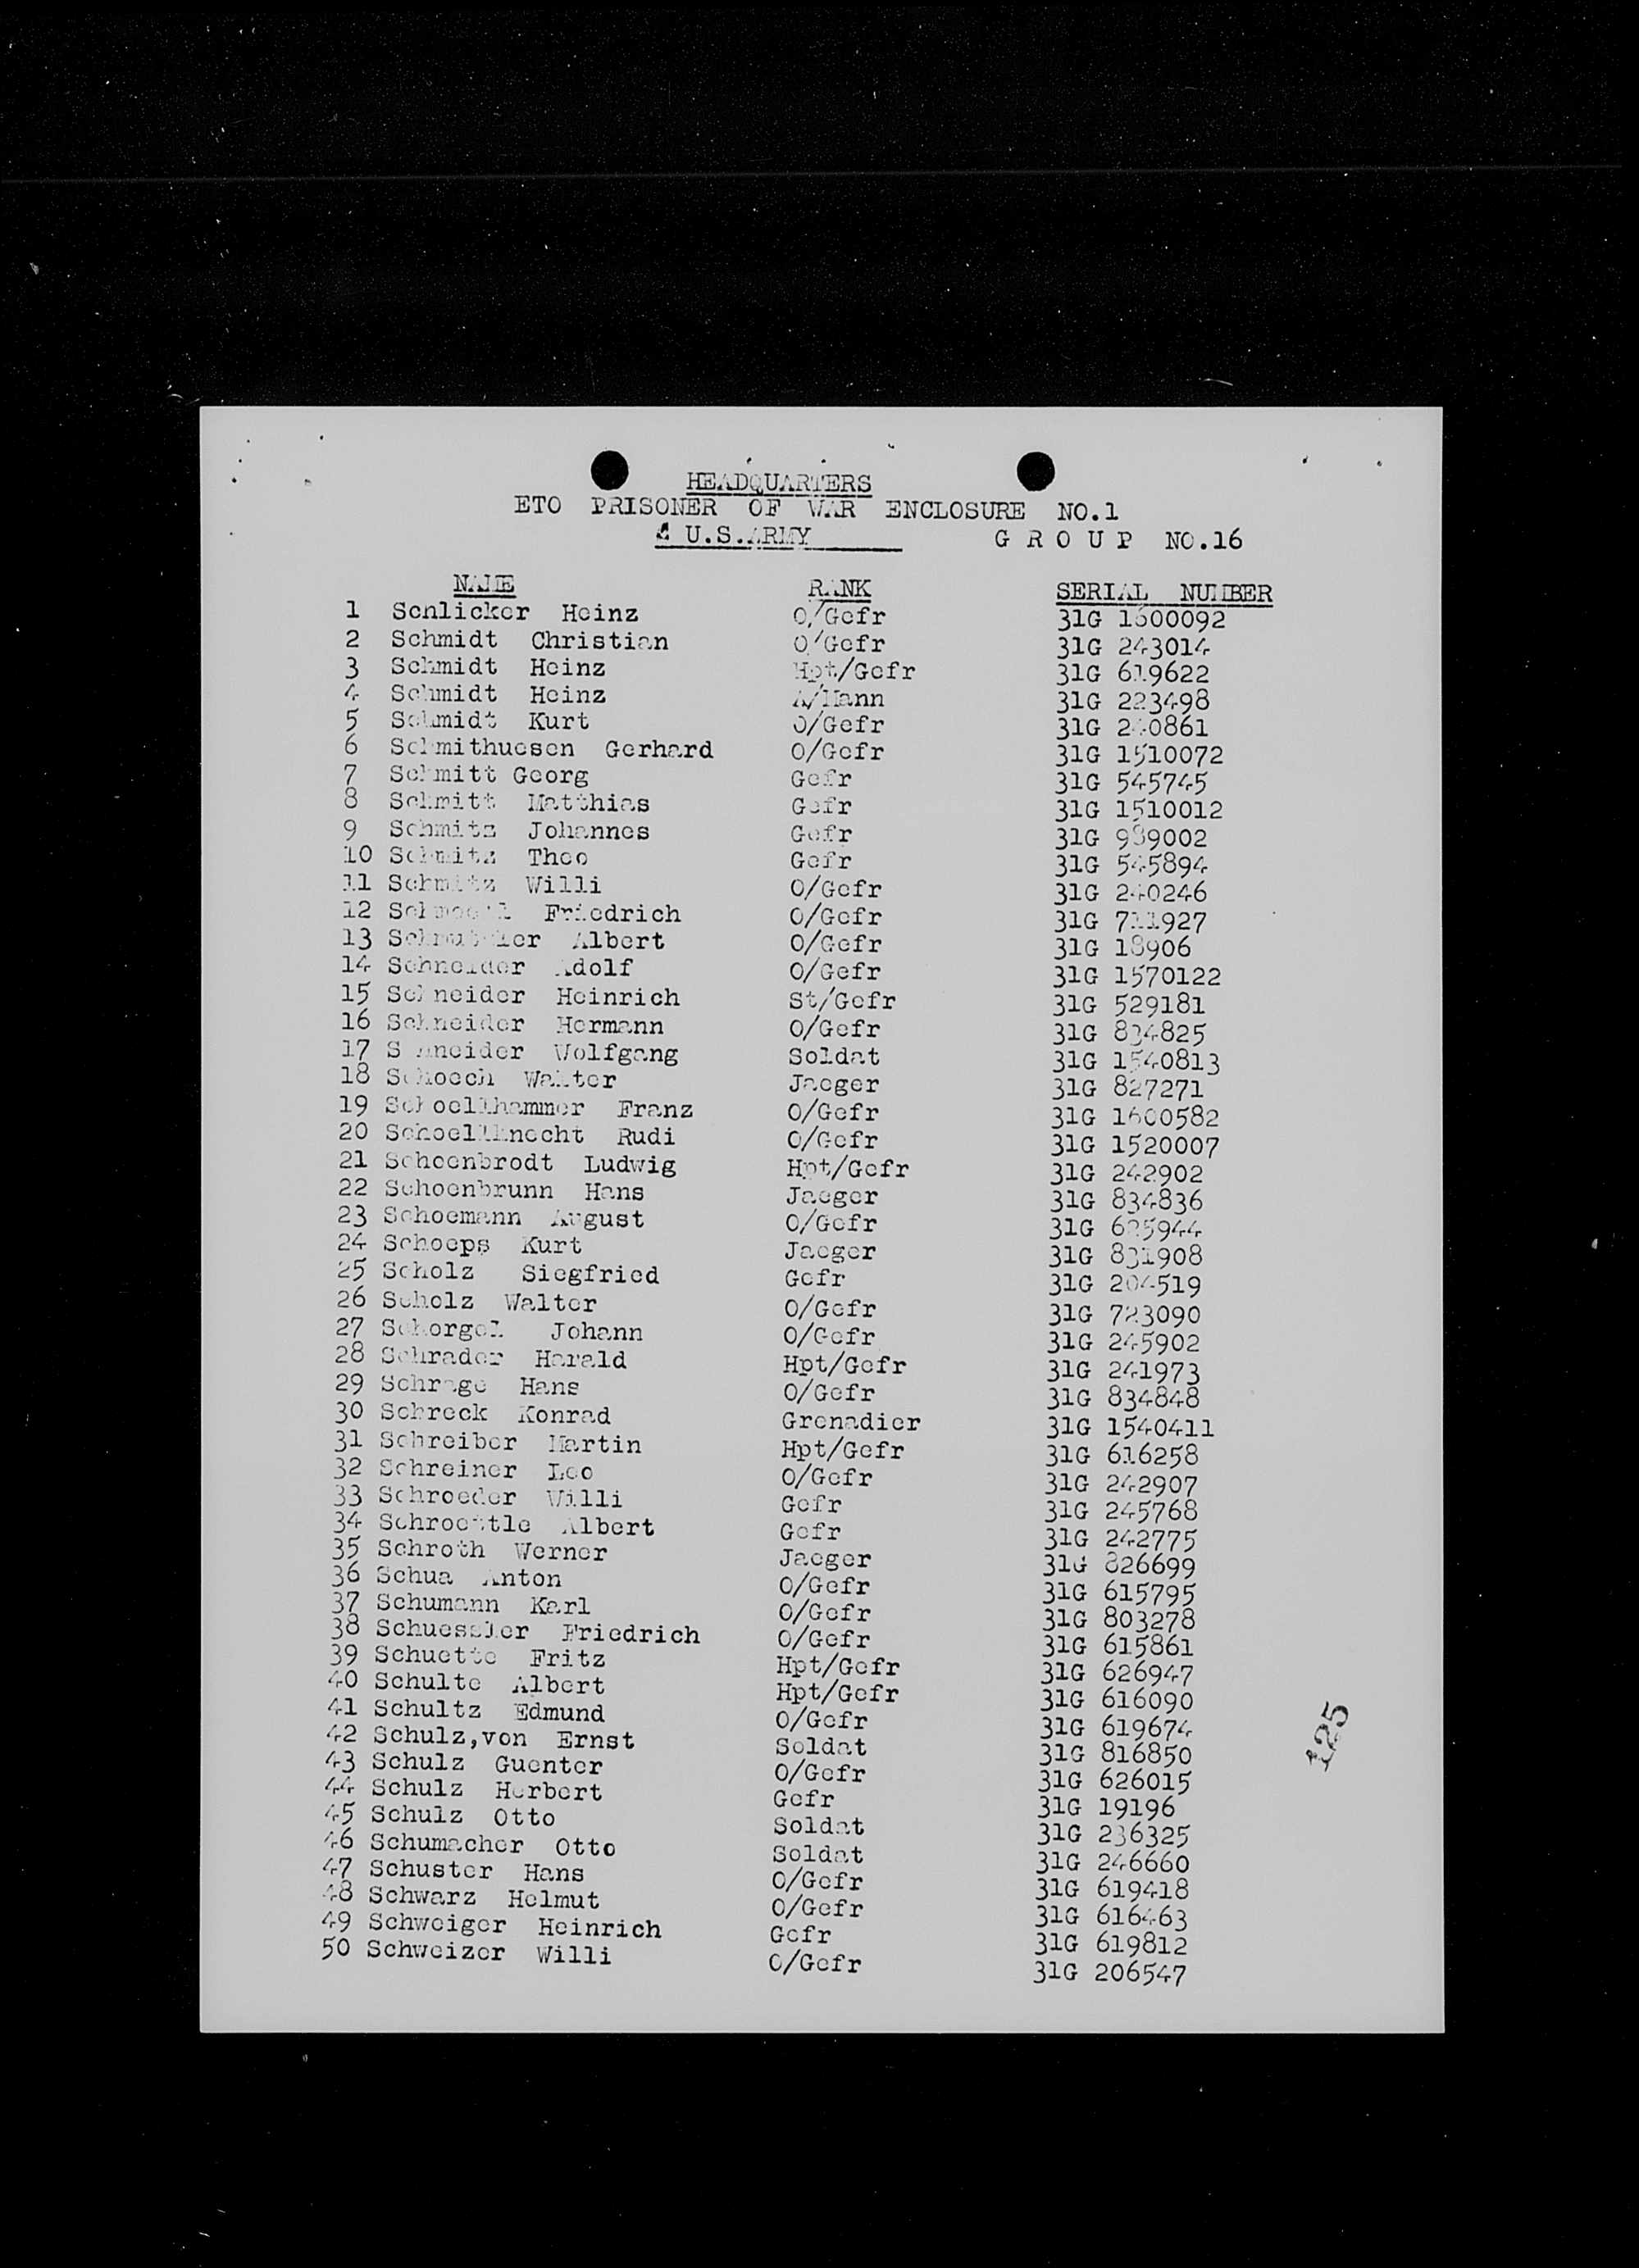 HEADQUARTERS
ETO PRISONER OF WAR ENCLOSURE NO.1
U.S.ARMY G R O U P NO.16
NAME RANK SERIAL NUMBER
1 Schlicker Heinz O/Gefr 31G 1600092
2 Schmidt Christian O/Gefr 31G 243014
3 Schmidt Heinz Hpt/Gefr 31G 619622
4 Schmidt Heinz 31G 223498
5 Schmidt Kurt O/Gefr 31G 240861
6 Schmithuesen Gerhard O/Gefr 31G 1510072
7 Schmitt Georg Gefr 31G 545745
8 Schmitt Matthias Gefr 31G 1510012
9 Schmitz Johannes Gefr 31G 989002
10 Schmitz Theo Gefr 31G 545894
11 Schmitz Willi O/Gefr 31G 240246
12 Friedrich O/Gefr 31G 711927
13 Albert O/Gefr 31G 18906
14 Schneider Adolf O/Gefr 31G 1570122
15 Schneider Heinrich St/Gefr 31G 529181
16 Schneider Hermann O/Gefr 31G 834825
17 Schneider Wolfgang Soldat 31G 1540813
18 Schoech Walter Jaeger 31G 827271
19 Schoellhammer Franz O/Gefr 31G 1600582
20 Schoellknecht Rudi O/Gefr 31G 1520007
21 Schoenbrodt Ludwig Hpt/Gefr 31G 242902
22 Schoenbrunn Hans Jaeger 31G 834836
23 Schoemann August O/Gefr 31G 625944
24 Schoeps Kurt Jaeger 31G 831908
25 Scholz Siegfried Gefr 31G 204519
26 Scholz Walter O/Gefr 31G 723090
27 Schorgel Johann O/Gefr 31G 245902
28 Schrader Harald Hpt/Gefr 31G 241973
29 Schrage Hans O/Gefr 31G 834848
30 Schreck Konrad Grenadier 31G 1540411
31 Schreiber Martin Hpt/Gefr 31G 616258
32 Schreiner Leo O/Gefr 31G 242907
33 Schroeder Willi Gefr 31G 245768
34 Schroettle Albert Gefr 31G 242775
35 Schroth Werner Jaeger 31G 826699
36 Schua Anton O/Gefr 31G 615795
37 Schumann Karl O/Gefr 31G 803278
38 Schuessler Friedrich O/Gefr 31G 615861
39 Schuette Fritz Hpt/Gefr 31G 626947
40 Schulte Albert Hpt/Gefr 31G 616090
41 Schultz Edmund O/Gefr 31G 619674
42 Schulz,von Ernst Soldat 31G 816850
43 Schulz Guenter O/Gefr 31G 626015
44 Schulz Herbert Gefr 31G 19196
45 Schulz Otto Soldat 31G 236325
46 Schumacher Otto Soldat 31G 246660
47 Schuster Hans O/Gefr 31G 619418
48 Schwarz Helmut O/Gefr 31G 616463
49 Schweiger Heinrich Gefr 31G 619812
50 Schweizer Willi O/Gefr 31G 206547
125